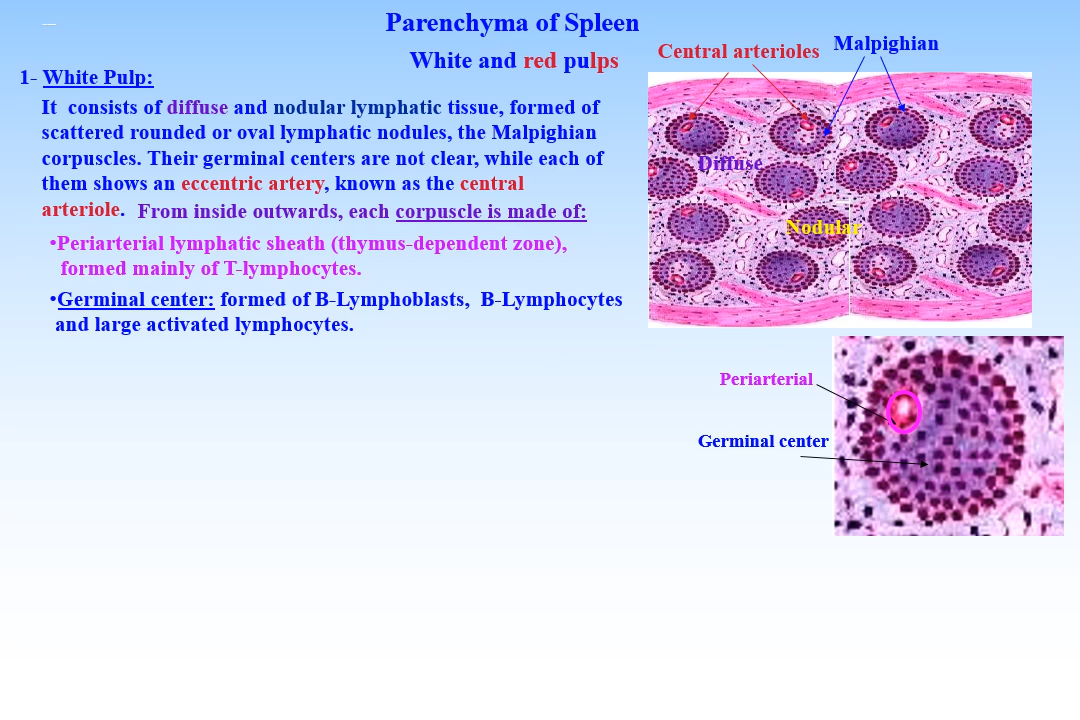 Parenchyma of Spleen
White and red pulps
1- White Pulp:
It consists of diffuse and nodular lymphatic tissue, formed of
scattered rounded or oval lymphatic nodules, the Malpighian
corpuscles. Their germinal centers are not clear, while each of
them shows an eccentric artery, known as the central
arteriole. From inside outwards, each corpuscle is made of:
•Periarterial lymphatic sheath (thymus-dependent zone),
formed mainly of T-lymphocytes.
•Germinal center: formed of B-Lymphoblasts, B-Lymphocytes
and large activated lymphocytes.
Central arterioles
Malpighian
Diffuse
Nodular
Periarterial
Germinal center